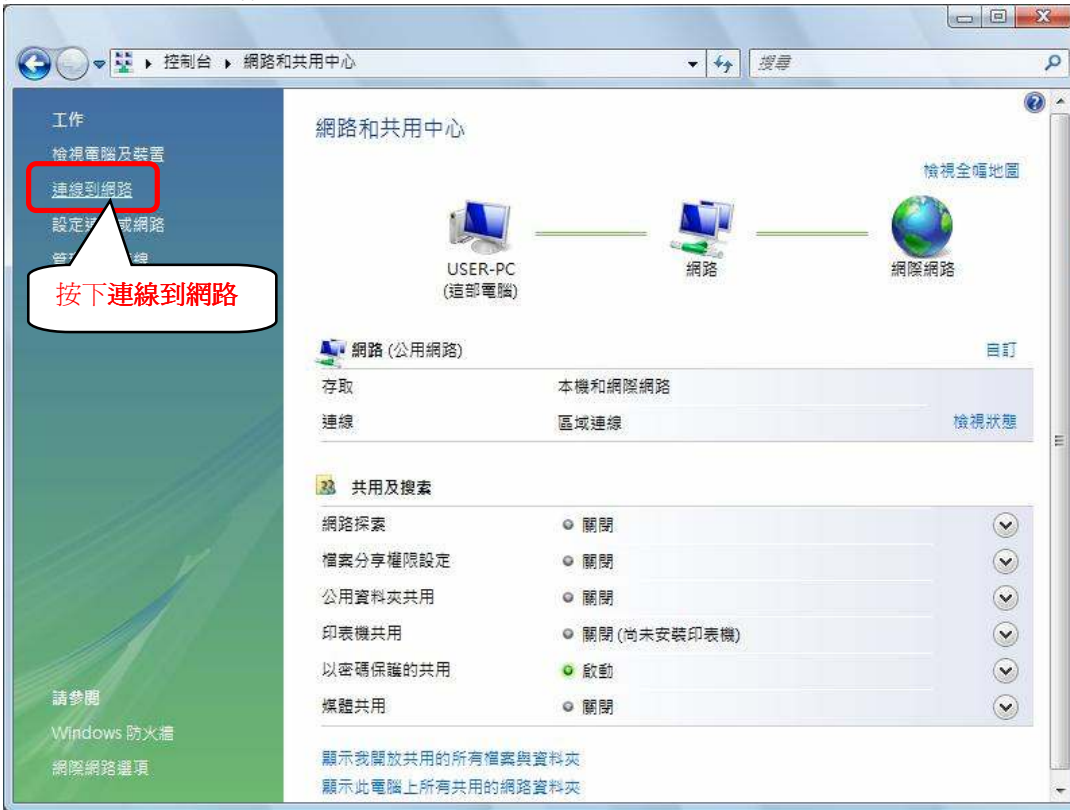 控制台 ▸ 網路和共用中心
搜尋
工作
檢視電腦及裝置
連線到網路
設定 或網路
按下連線到網路
請參閱
Windows 防火牆
網際網路選項
網路和共用中心
檢視全幅地圖
USER-PC
(這部電腦)
網路
網際網路
網路 (公用網路)
自訂
存取
本機和網際網路
連線
區域連線
檢視狀態
共用及搜索
網路探索
關閉
檔案分享權限設定
關閉
公用資料夾共用
關閉
印表機共用
關閉 (尚未安裝印表機)
以密碼保護的共用
啟動
媒體共用
關閉
顯示我開放共用的所有檔案與資料夾
顯示此電腦上所有共用的網路資料夾